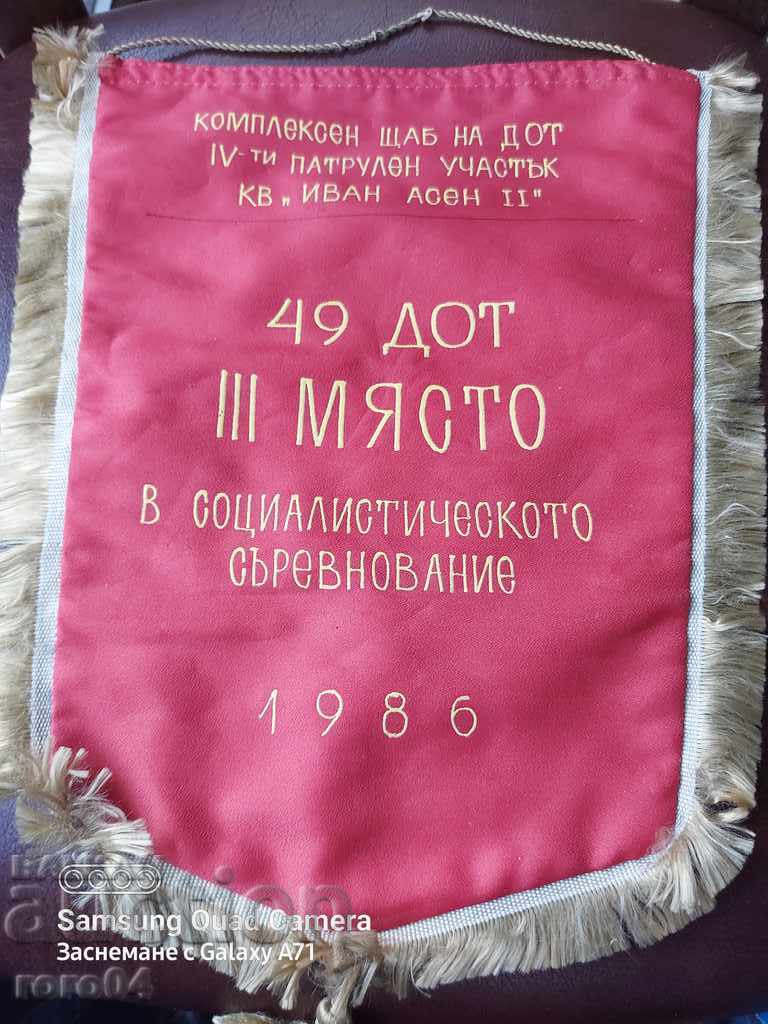 КОМПЛЕКСЕН ЩАБ НА ДОТ
IV-ТИ ПАТРУЛЕН УЧАСТЪК
КВ „ИВАН АСЕН II"
49 ДОТ
III МЯСТО
В СОЦИАЛИСТИЧЕСКОТО
СЪРЕВНОВАНИЕ
1986
Samsung Quad Camera
Заснемане с Galaxy A71
roro04